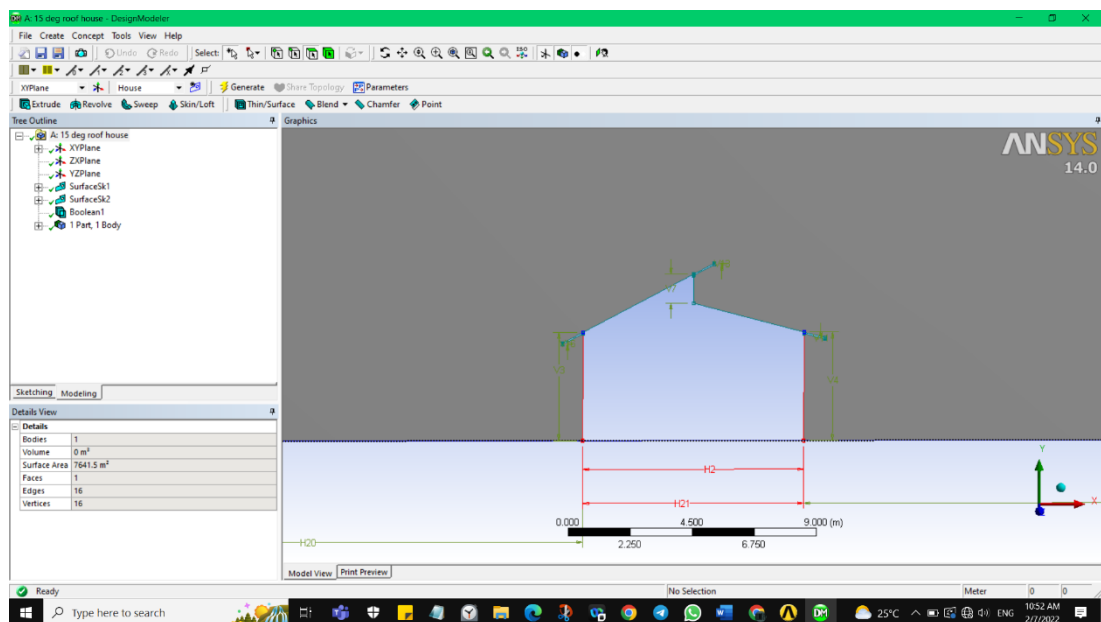 A: 15 deg roof house - DesignModeler
File Create Concept Tools View Help
Undo Redo Select:
XYPlane House Generate Share Topology Parameters
Extrude Revolve Sweep Skin/Loft Thin/Surface Blend Chamfer Point
Tree Outline
A: 15 deg roof house
XYPlane
ZXPlane
YZPlane
SurfaceSk1
SurfaceSk2
Boolean1
1 Part, 1 Body
Sketching Modeling
Details View
Details
Bodies 1
Volume 0 m³
Surface Area 7641.5 m²
Faces 1
Edges 16
Vertices 16
Graphics
ANSYS
14.0
V7
V3
V4
H2
H21
H20
0.000 4.500 9.000 (m)
2.250 6.750
Y
X
Model View Print Preview
Ready No Selection Meter 0 0
Type here to search 25°C ENG 10:52 AM
2/7/2022